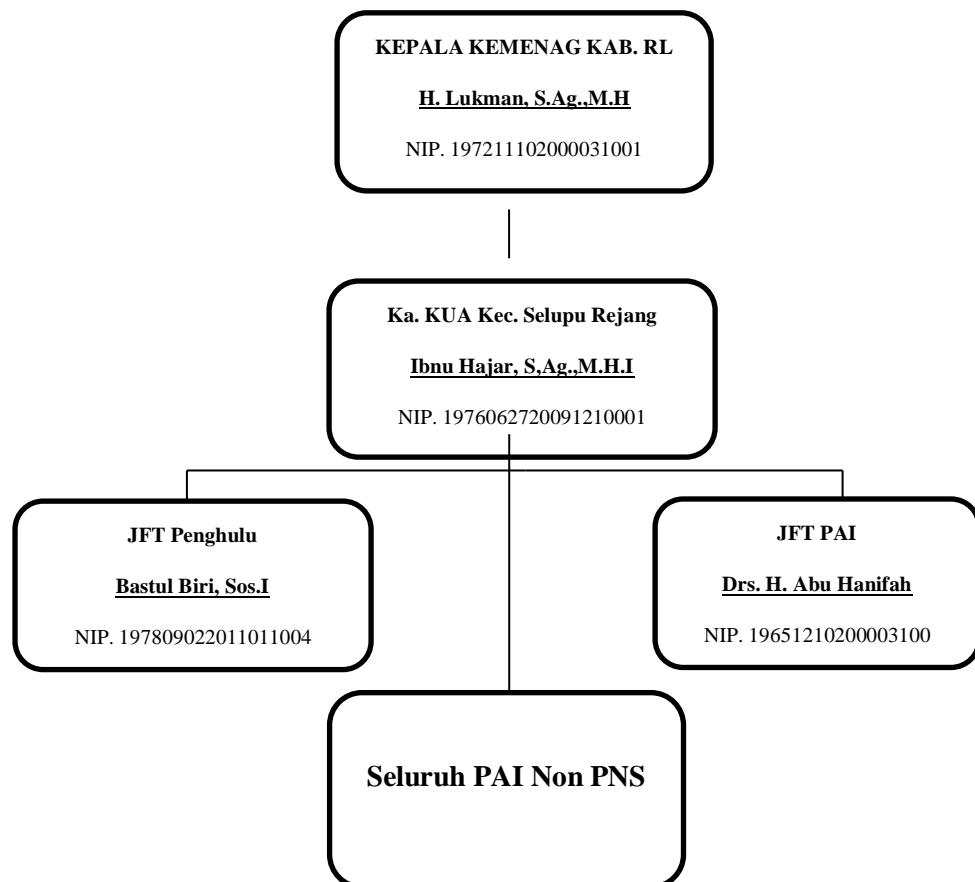 KEPALA KEMENAG KAB. RL
H. Lukman, S.Ag.,M.H
NIP. 197211102000031001
Ka. KUA Kec. Selupu Rejang
Ibnu Hajar, S,Ag.,M.H.I
NIP. 1976062720091210001
JFT Penghulu
Bastul Biri, Sos.I
NIP. 197809022011011004
JFT PAI
Drs. H. Abu Hanifah
NIP. 19651210200003100
Seluruh PAI Non PNS